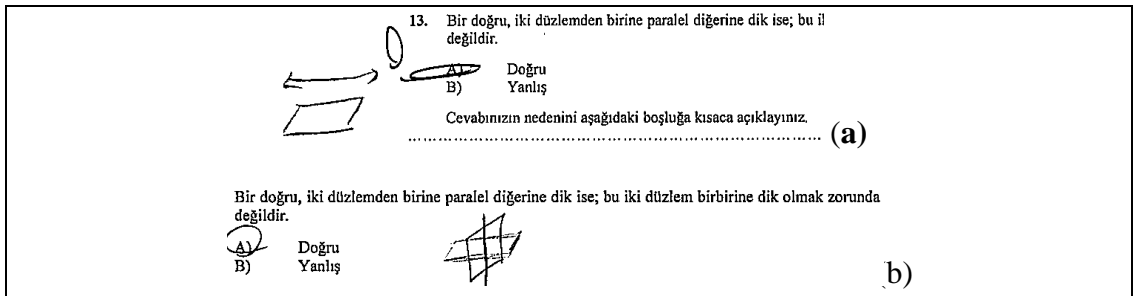 13. Bir doğru, iki düzlemden birine paralel diğerine dik ise; bu
değildir.
A) Doğru
B) Yanlış
Cevabınızın nedenini aşağıdaki boşluğa kısaca açıklayınız.
(a)
Bir doğru, iki düzlemden birine paralel diğerine dik ise; bu iki düzlem birbirine dik olmak zorunda
değildir.
A) Doğru
B) Yanlış
b)